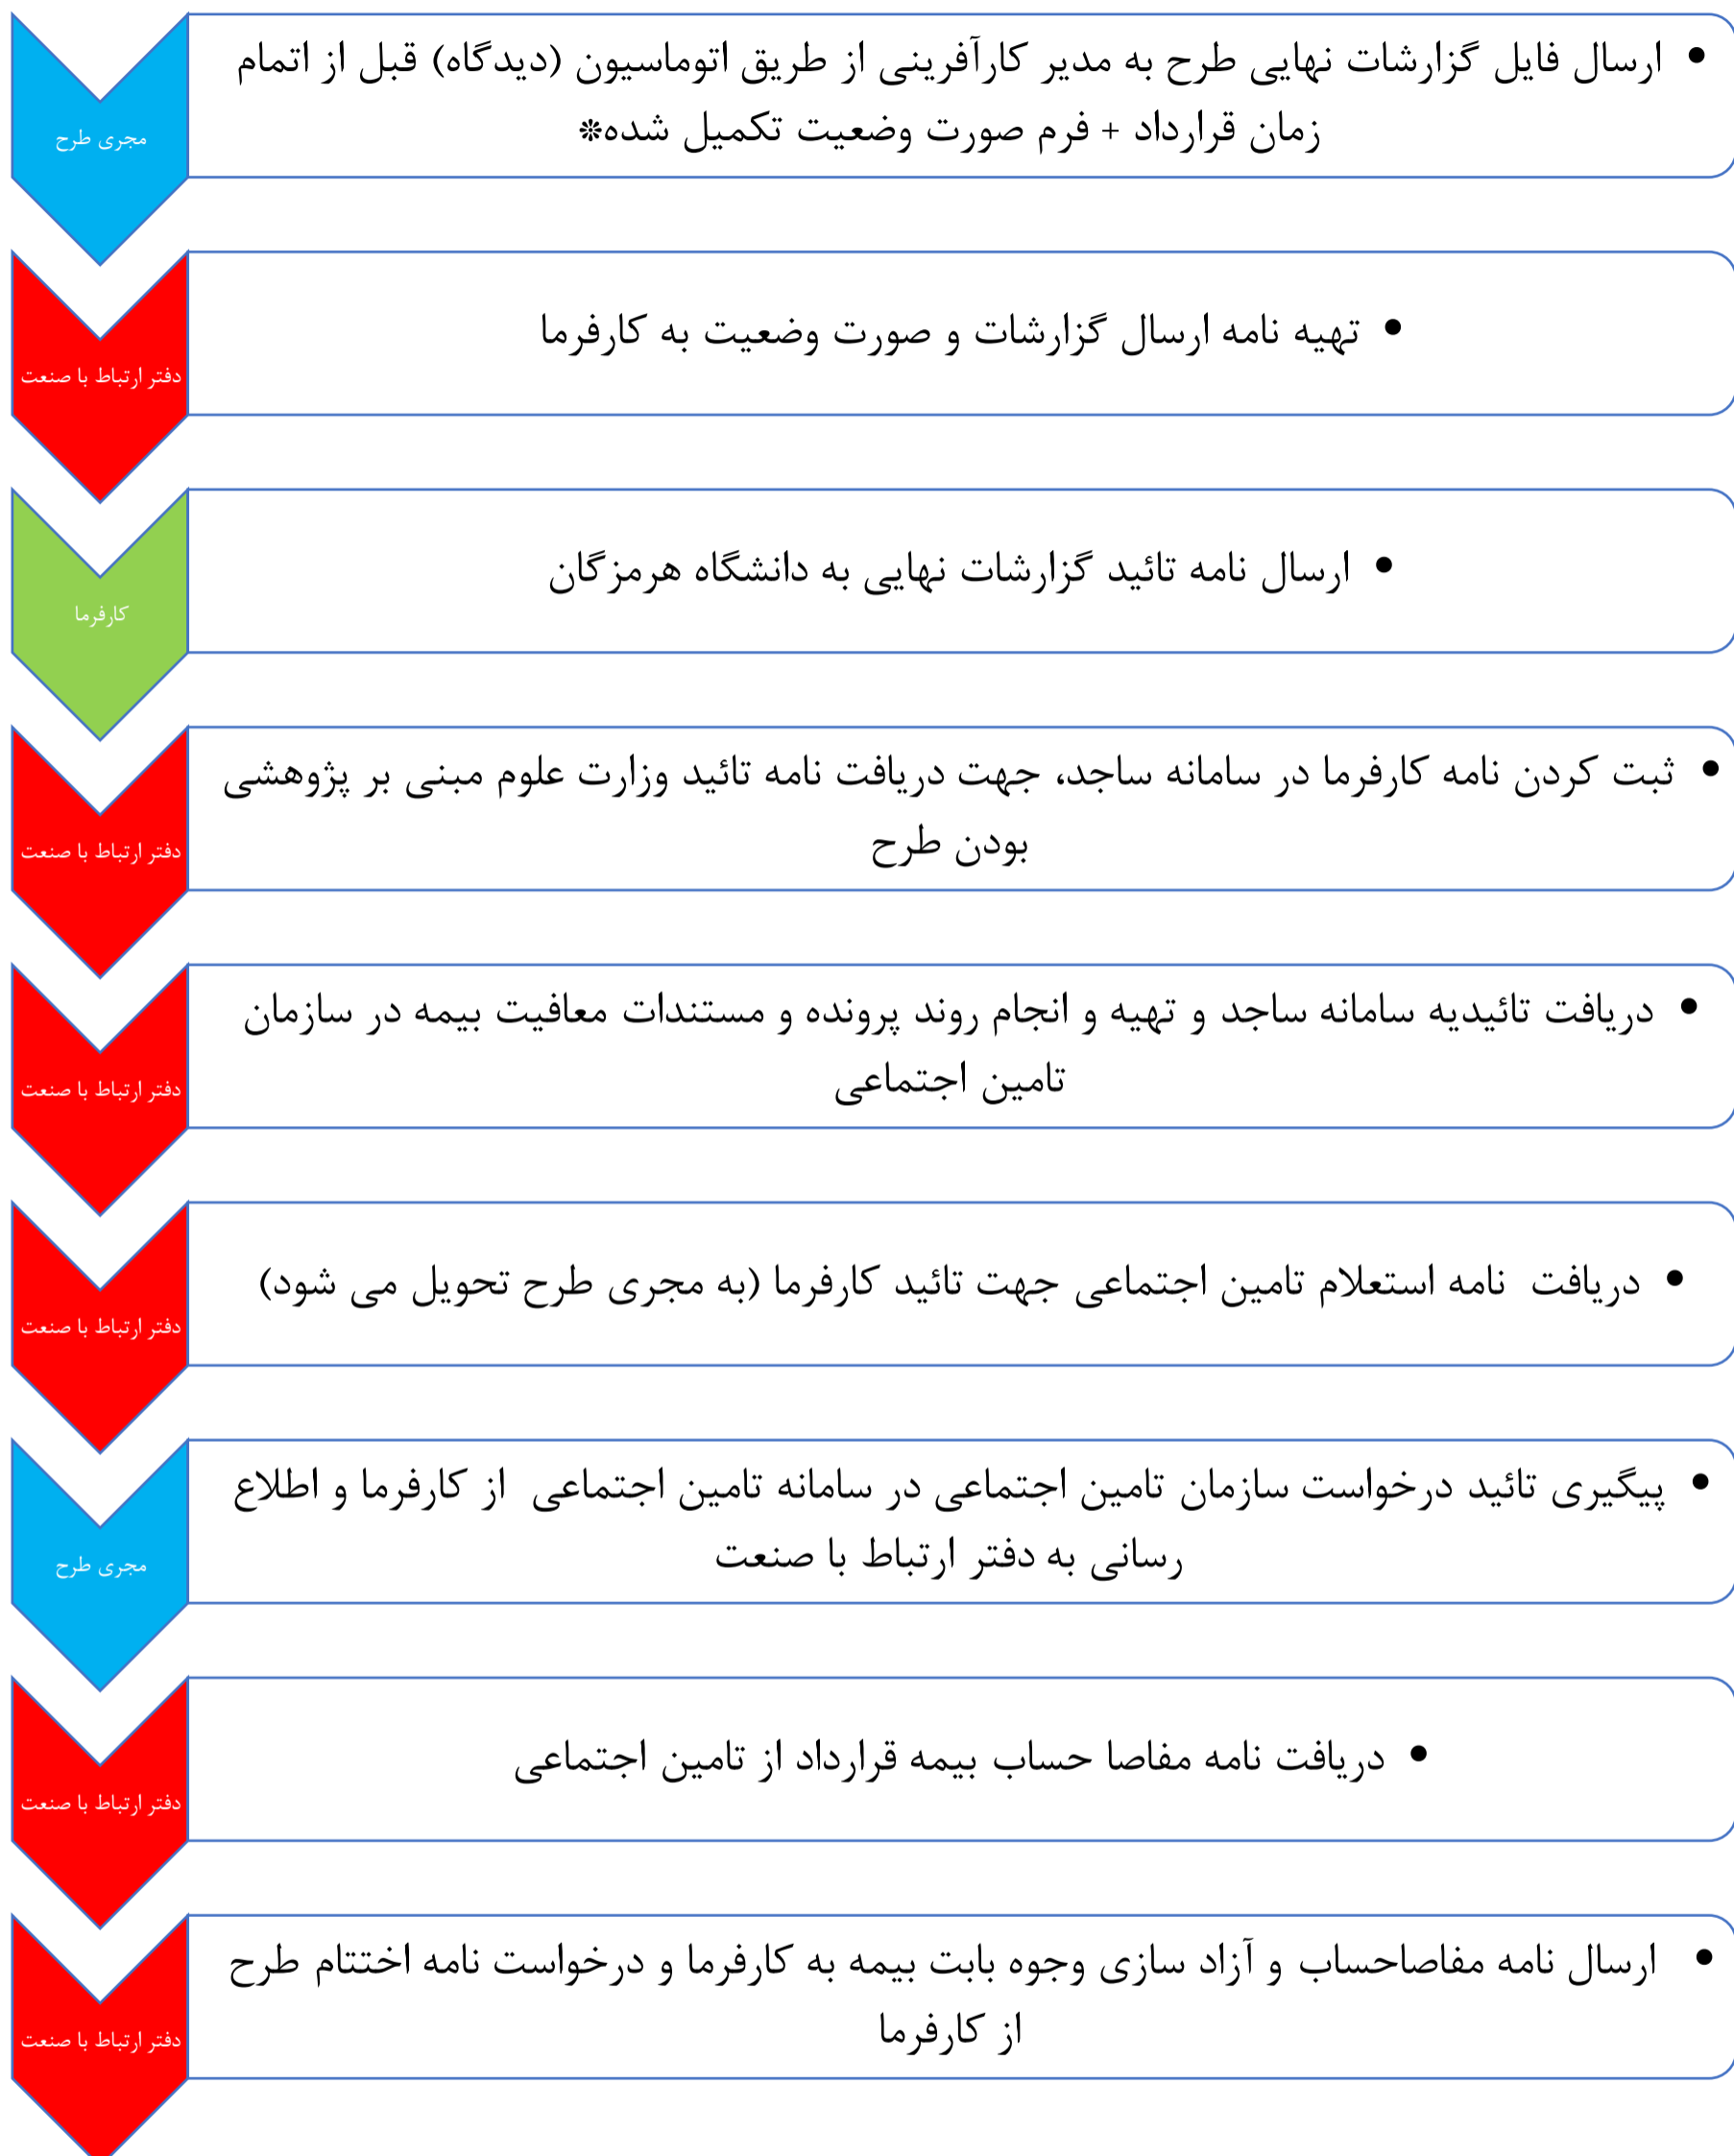 • ارسال فایل گزارشات نهایی طرح به مدیر کارآفرینی از طریق اتوماسیون (دیدگاه) قبل از اتمام
زمان قرارداد + فرم صورت وضعیت تکمیل شده*
مجری طرح
• تهیه نامه ارسال گزارشات و صورت وضعیت به کارفرما
دفتر ارتباط با صنعت
• ارسال نامه تائید گزارشات نهایی به دانشگاه هرمزگان
کارفرما
• ثبت کردن نامه کارفرما در سامانه ساجد، جهت دریافت نامه تائید وزارت علوم مبنی بر پژوهشی
بودن طرح
دفتر ارتباط با صنعت
• دریافت تائیدیه سامانه ساجد و تهیه و انجام روند پرونده و مستندات معافیت بیمه در سازمان
تامین اجتماعی
دفتر ارتباط با صنعت
• دریافت نامه استعلام تامین اجتماعی جهت تائید کارفرما (به مجری طرح تحویل می شود)
دفتر ارتباط با صنعت
• پیگیری تائید درخواست سازمان تامین اجتماعی در سامانه تامین اجتماعی از کارفرما و اطلاع
رسانی به دفتر ارتباط با صنعت
مجری طرح
• دریافت نامه مفاصا حساب بیمه قرارداد از تامین اجتماعی
دفتر ارتباط با صنعت
• ارسال نامه مفاصاحساب و آزاد سازی وجوه بابت بیمه به کارفرما و درخواست نامه اختتام طرح
از کارفرما
دفتر ارتباط با صنعت